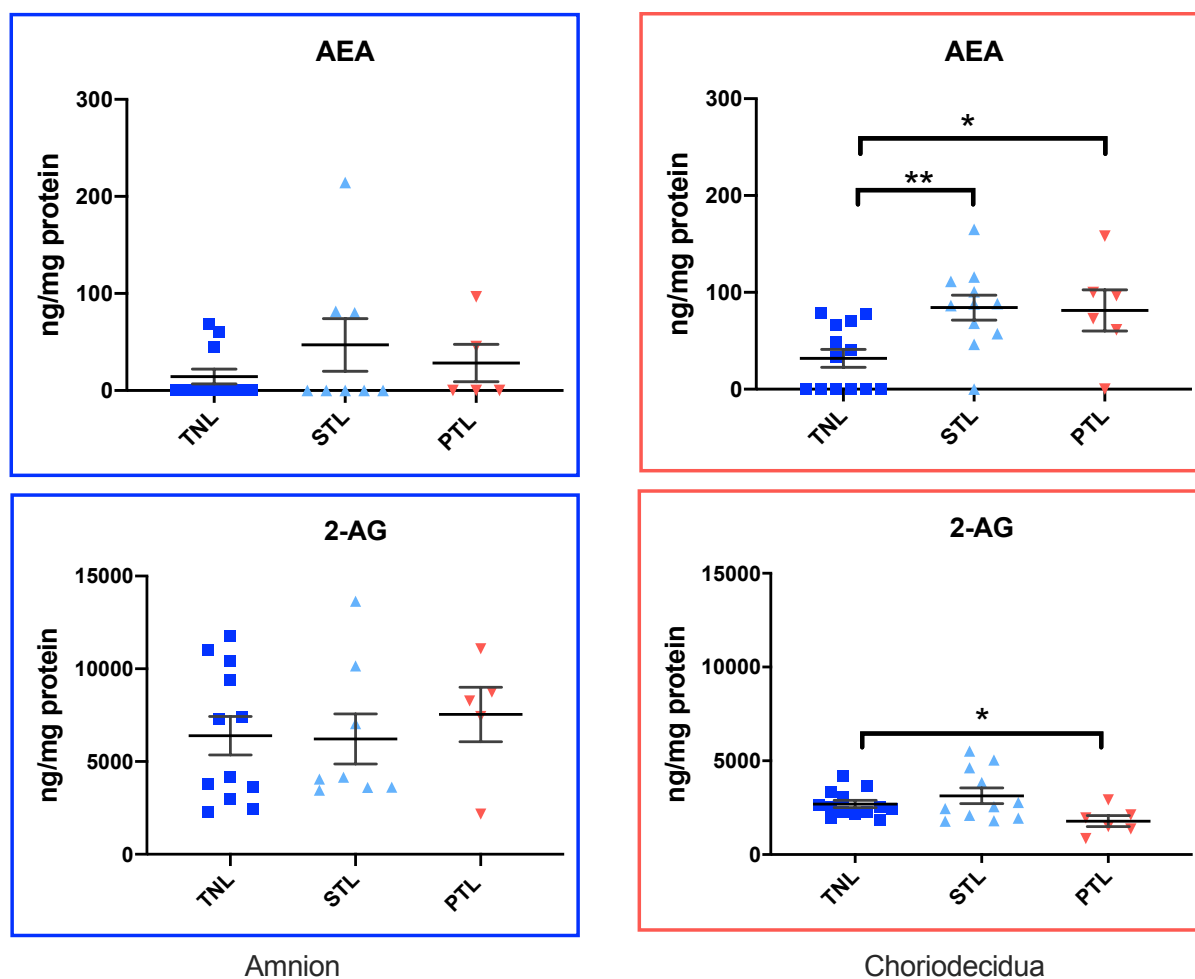 AEA
ng/mg protein
300
200
100
0
TNL
STL
PTL
AEA
ng/mg protein
300
200
100
0
*
**
TNL
STL
PTL
2-AG
ng/mg protein
15000
10000
5000
0
TNL
STL
PTL
2-AG
ng/mg protein
15000
10000
5000
0
*
TNL
STL
PTL
Amnion
Choriodecidua